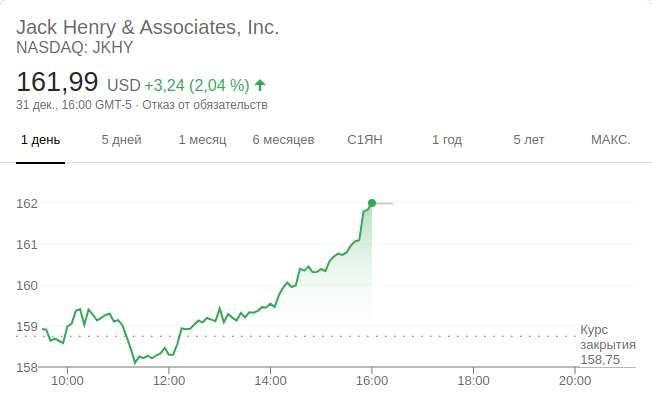 Jack Henry & Associates, Inc.
NASDAQ: JKHY
161,99 USD +3,24 (2,04 %)
31 дек., 16:00 GMT-5 · Отказ от обязательств
1 день 5 дней 1 месяц 6 месяцев С1ЯН 1 год 5 лет МАКС.
162
161
160
159
158
Курс
закрытия
158,75
10:00 12:00 14:00 16:00 18:00 20:00